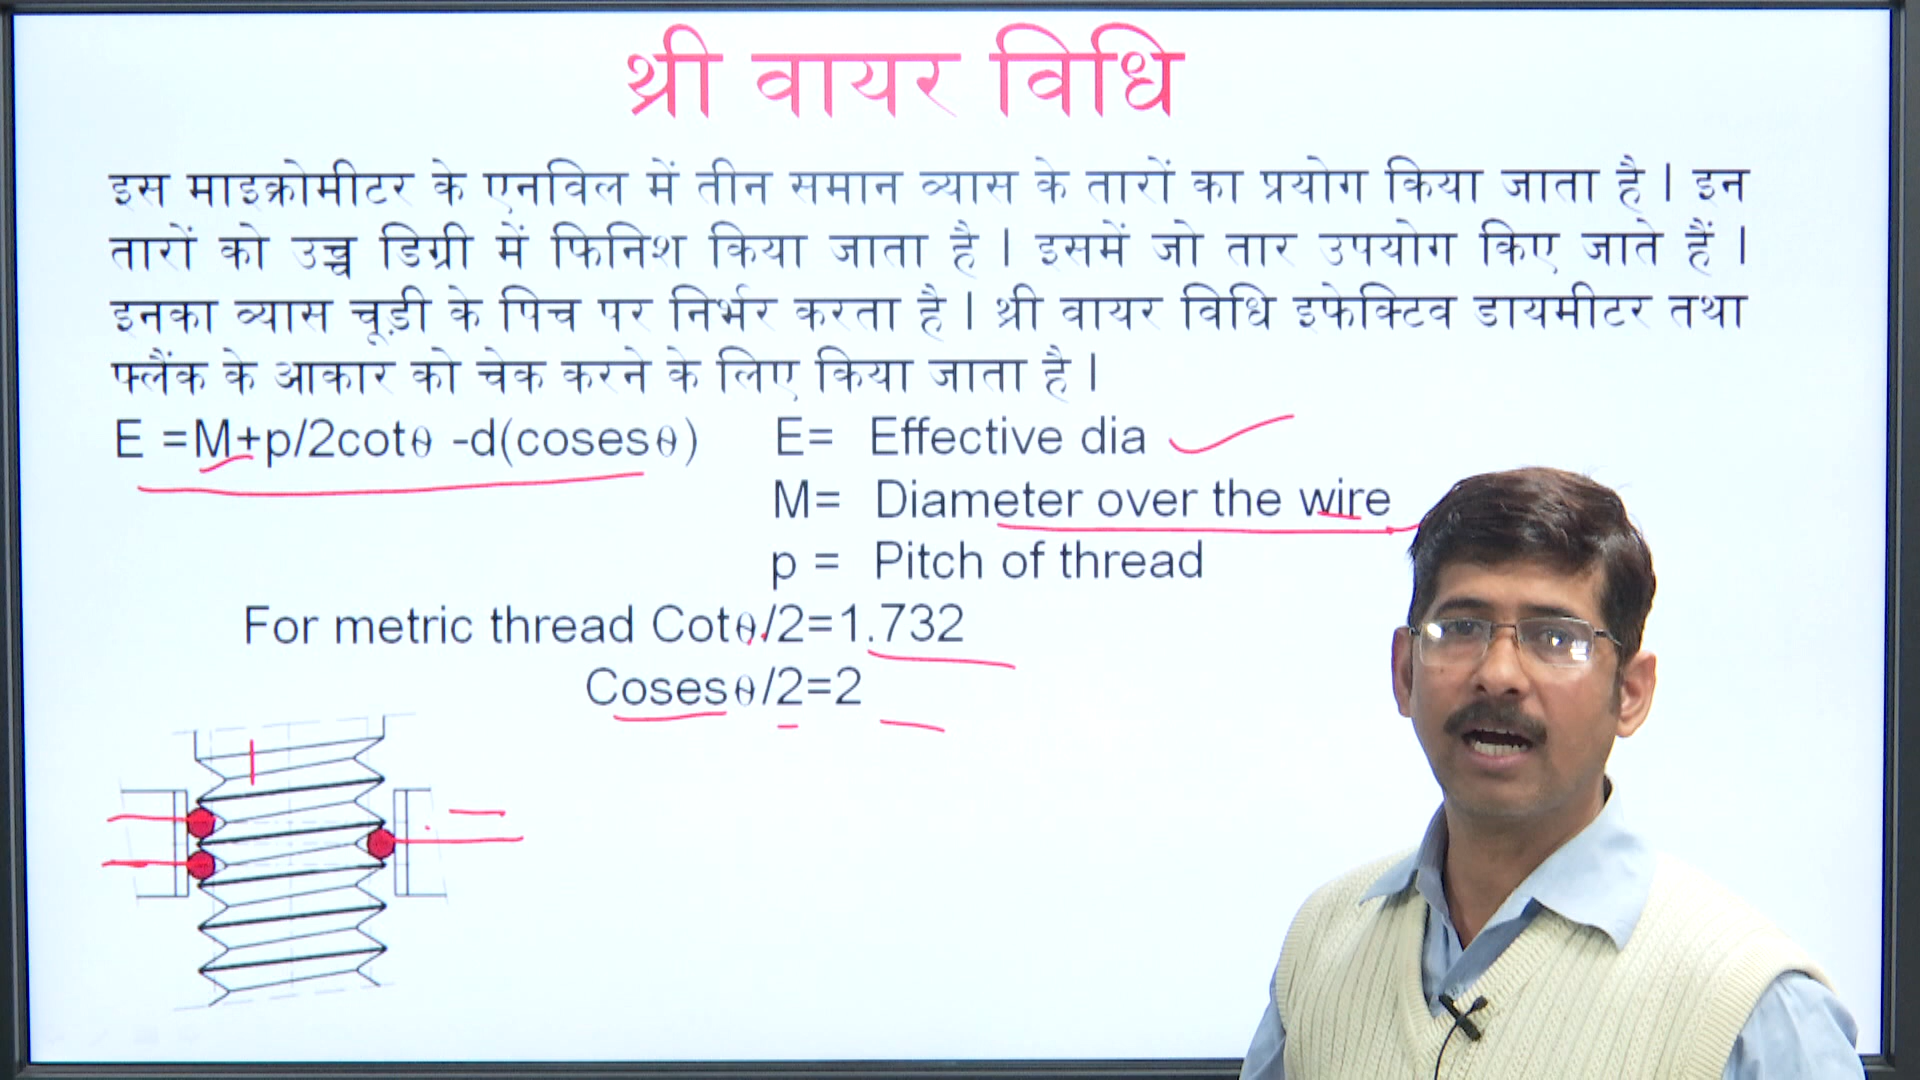 थ्री वायर विधि
इस माइक्रोमीटर के एनविल में तीन समान व्यास के तारों का प्रयोग किया जाता है। इन
तारों को उच्च डिग्री में फिनिश किया जाता है। इसमें जो तार उपयोग किए जाते हैं।
इनका व्यास चूड़ी के पिच पर निर्भर करता है। थ्री वायर विधि इफेक्टिव डायमीटर तथा
फ्लैंक के आकार को चेक करने के लिए किया जाता है।
E =M+p/2cotθ -d(cosesθ) E= Effective dia
M= Diameter over the wire
p = Pitch of thread
For metric thread Cotθ/2=1.732
Cosesθ/2=2